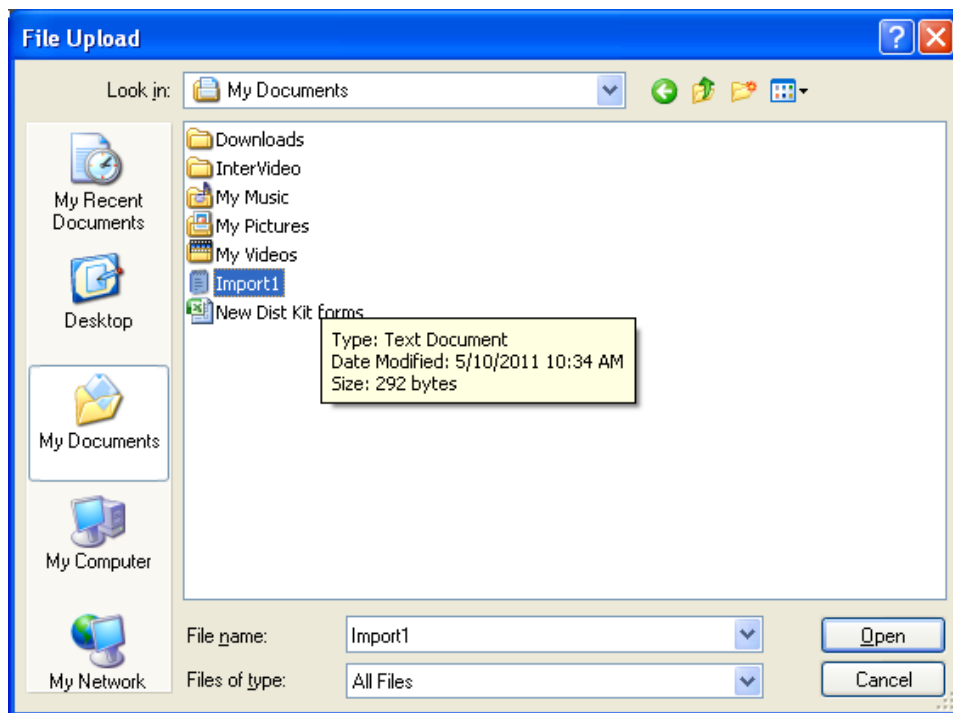 File Upload
Look in:
My Documents
My Recent
Documents
Desktop
My Documents
My Computer
My Network
Downloads
InterVideo
My Music
My Pictures
My Videos
Import1
New Dist Kit forms
Type: Text Document
Date Modified: 5/10/2011 10:34 AM
Size: 292 bytes
File name:
Import1
Open
Files of type:
All Files
Cancel